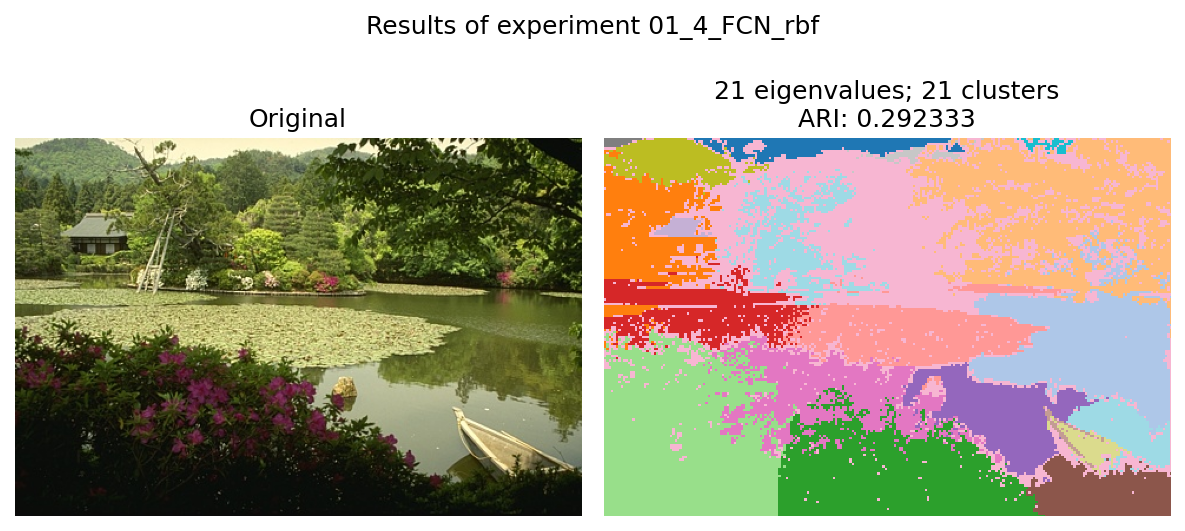 Results of experiment 01_4_FCN_rbf
Original
21 eigenvalues; 21 clusters
ARI: 0.292333